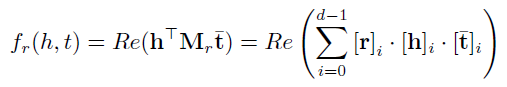 f_r(h, t) = Re(h^⊤ M_r t̄) = Re ( ∑_{i=0}^{d−1} [r]_i · [h]_i · [t̄]_i )